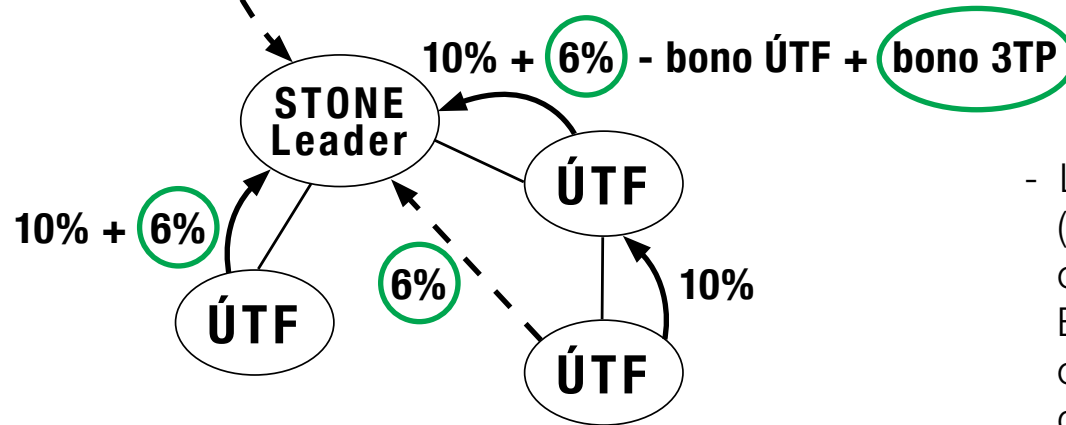 10% + 6% - bono ÚTF + bono 3TP
STONE
Leader
ÚTF
10% + 6%
6%
10%
ÚTF
ÚTF
-
(